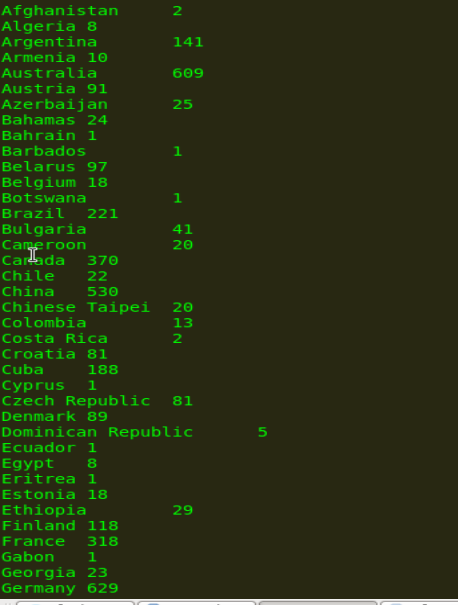 Afghanistan 2
Algeria 8
Argentina 141
Armenia 10
Australia 609
Austria 91
Azerbaijan 25
Bahamas 24
Bahrain 1
Barbados 1
Belarus 97
Belgium 18
Botswana 1
Brazil 221
Bulgaria 41
Cameroon 20
Canada 370
Chile 22
China 530
Chinese Taipei 20
Colombia 13
Costa Rica 2
Croatia 81
Cuba 188
Cyprus 1
Czech Republic 81
Denmark 89
Dominican Republic 5
Ecuador 1
Egypt 8
Eritrea 1
Estonia 18
Ethiopia 29
Finland 118
France 318
Gabon 1
Georgia 23
Germany 629